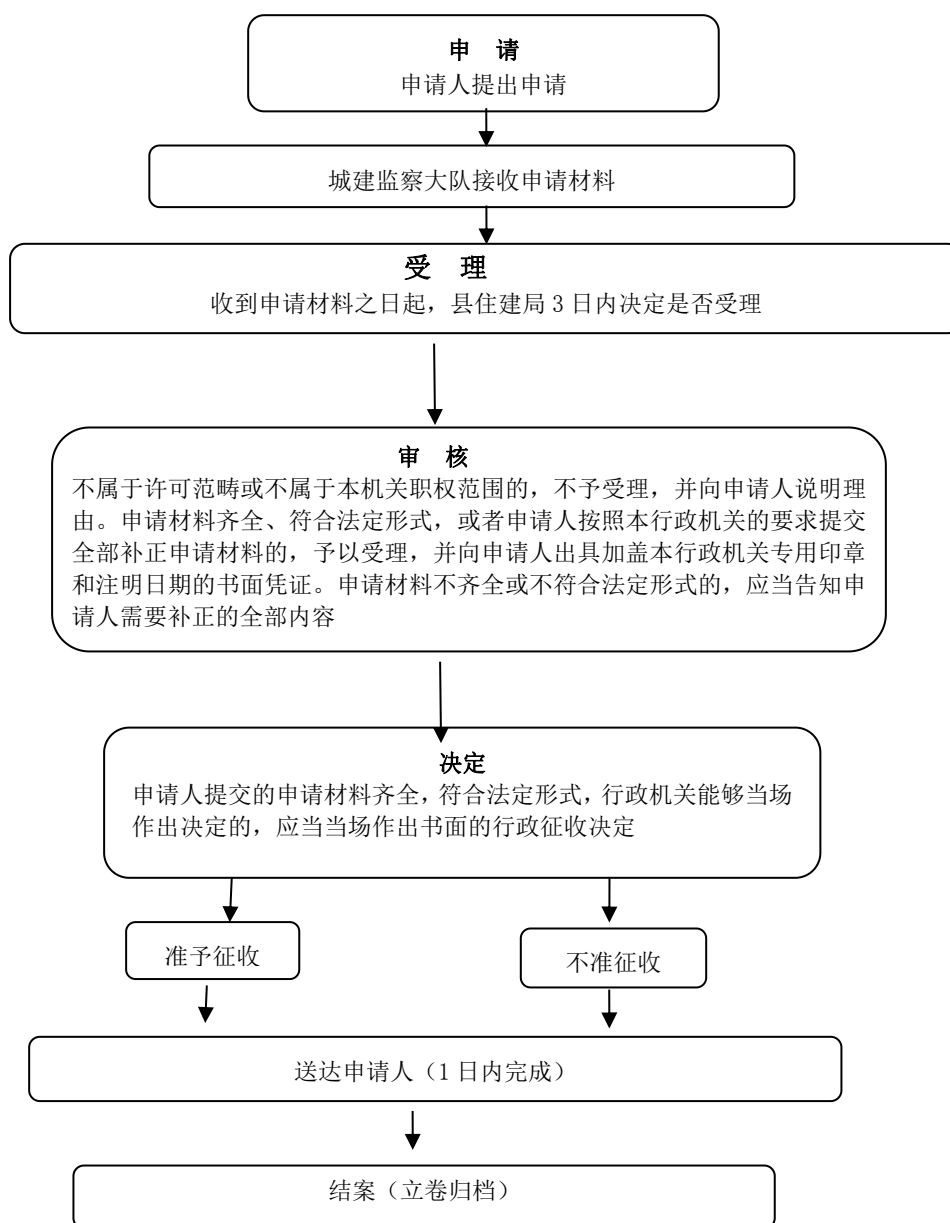 申 请
申请人提出申请
城建监察大队接收申请材料
受 理
收到申请材料之日起，县住建局 3 日内决定是否受理
审 核
不属于许可范畴或不属于本机关职权范围的，不予受理，并向申请人说明理
由。申请材料齐全、符合法定形式，或者申请人按照本行政机关的要求提交
全部补正申请材料的，予以受理，并向申请人出具加盖本行政机关专用印章
和注明日期的书面凭证。申请材料不齐全或不符合法定形式的，应当告知申
请人需要补正的全部内容
决定
申请人提交的申请材料齐全，符合法定形式，行政机关能够当场
作出决定的，应当当场作出书面的行政征收决定
准予征收
不准征收
送达申请人（1 日内完成）
结案（立卷归档）